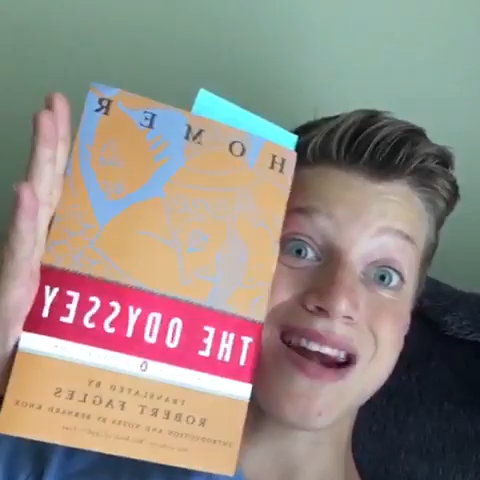 HOMER
THE ODYSSEY
TRANSLATED BY
ROBERT FAGLES
INTRODUCTION AND NOTES BY BERNARD KNOX